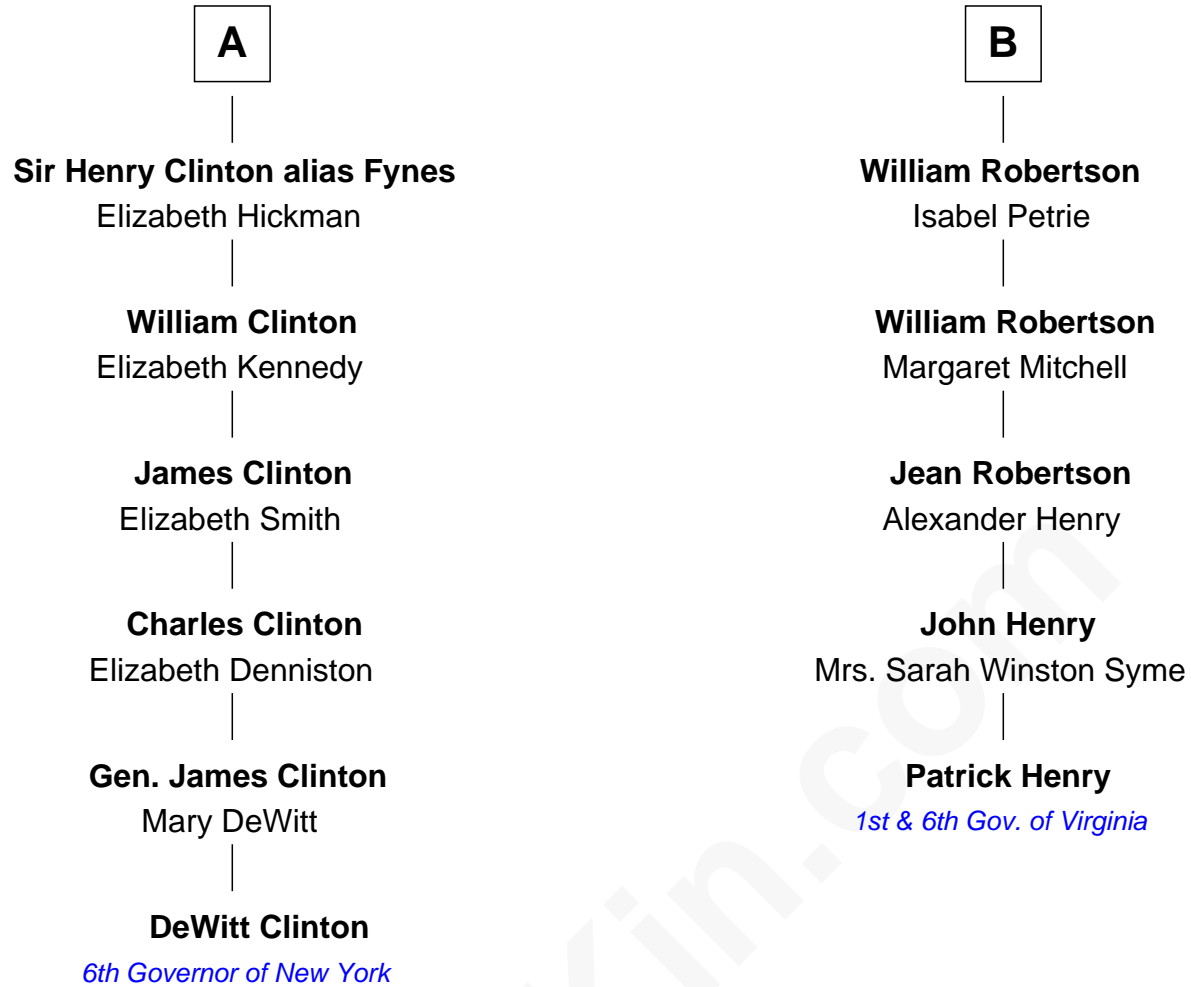 A
Sir Henry Clinton alias Fynes
Elizabeth Hickman
William Clinton
Elizabeth Kennedy
James Clinton
Elizabeth Smith
Charles Clinton
Elizabeth Denniston
Gen. James Clinton
Mary DeWitt
DeWitt Clinton
6th Governor of New York
B
William Robertson
Isabel Petrie
William Robertson
Margaret Mitchell
Jean Robertson
Alexander Henry
John Henry
Mrs. Sarah Winston Syme
Patrick Henry
1st & 6th Gov. of Virginia